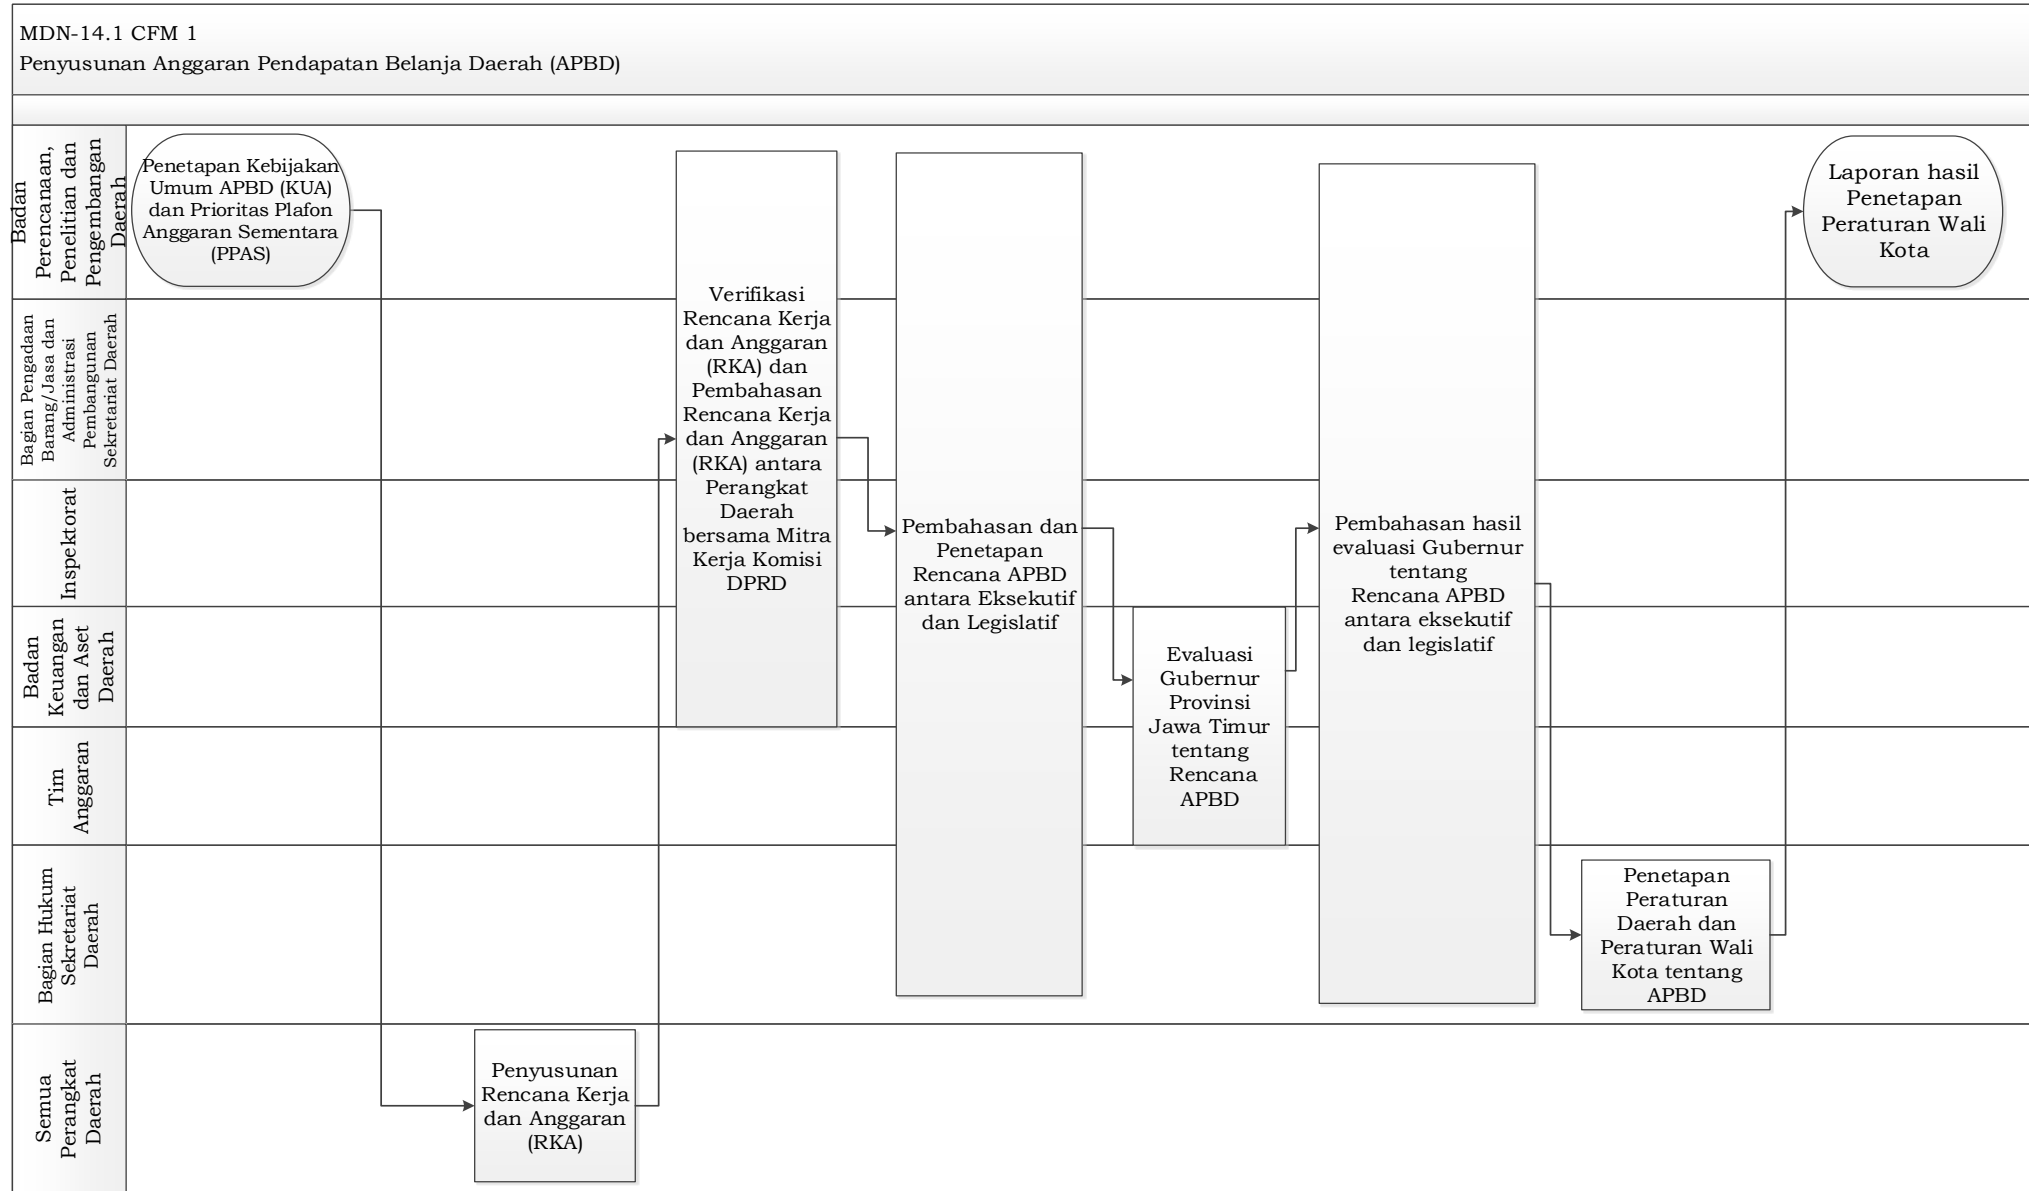 MDN-14.1 CFM 1
Penyusunan Anggaran Pendapatan Belanja Daerah (APBD)
Badan
Perencanaan,
Penelitian dan
Pengembangan
Daerah
Penetapan Kebijakan
Umum APBD (KUA)
dan Prioritas Plafon
Anggaran Sementara
(PPAS)
Laporan hasil
Penetapan
Peraturan Wali
Kota
Bagian Pengadaan
Barang/Jasa dan
Administrasi
Pembangunan
Sekretariat Daerah
Verifikasi
Rencana Kerja
dan Anggaran
(RKA) dan
Pembahasan
Rencana Kerja
dan Anggaran
(RKA) antara
Perangkat
Daerah
bersama Mitra
Kerja Komisi
DPRD
Inspektorat
Pembahasan dan
Penetapan
Rencana APBD
antara Eksekutif
dan Legislatif
Pembahasan hasil
evaluasi Gubernur
tentang
Rencana APBD
antara eksekutif
dan legislatif
Badan
Keuangan
dan Aset
Daerah
Evaluasi
Gubernur
Provinsi
Jawa Timur
tentang
Rencana
APBD
Tim
Anggaran
Bagian Hukum
Sekretariat
Daerah
Penetapan
Peraturan
Daerah dan
Peraturan Wali
Kota tentang
APBD
Semua
Perangkat
Daerah
Penyusunan
Rencana Kerja
dan Anggaran
(RKA)